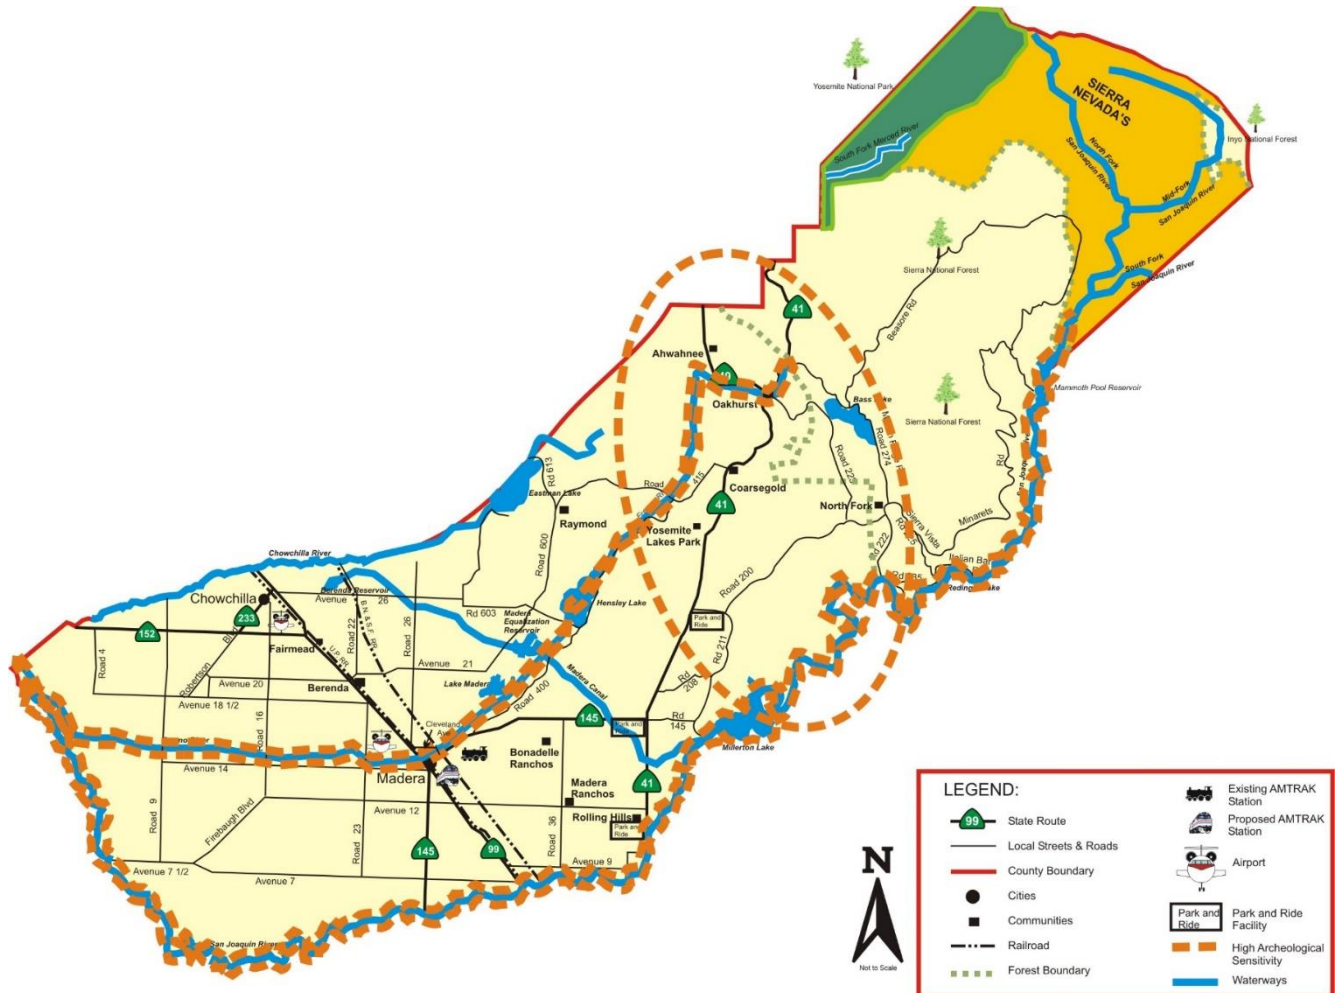 Yosemite National Park
SIERRA
NEVADA'S
South Fork Merced River
North Fork
San Joaquin River
Inyo National Forest
Mid-Fork
San Joaquin River
South Fork
San Joaquin River
Sierra National Forest
41
Beasore Rd
Ahwahnee
Oakhurst
Bass Lake
Sierra National Forest
Mammoth Pool Reservoir
Road 274
Road 223
Rd 613
Eastman Lake
Road
415
Coarsegold
41
Raymond
Yosemite
Lakes Park
North Fork
Rd
Minarets
Sierra Vista
Rd 222
Road 600
Chowchilla River
Road 200
Berenda Reservoir
Hensley Lake
Chowchilla
Avenue
26
Rd 603
Madera
Equalization
Reservoir
Park and
Ride
233
152
B.N.& S.F. RR
Road 22
Road 26
Fairmead
U.P. RR
Road 4
Robertson
Blvd
Avenue 21
Rd 211
Avenue 20
Berenda
Lake Madera
Road 400
Madera Canal
Rd
208
Avenue 18 1/2
Road 16
Cleveland
Ave
145
Park and
Rd
145
Millerton Lake
Avenue 14
Madera
Bonadelle
Ranchos
Madera
Ranchos
41
Road 9
Firebaugh Blvd
Avenue 12
Rolling Hills
Park and
Road 23
145
99
Road 36
Avenue 9
Avenue 7 1/2
Avenue 7
San Joaquin River
N
Not to Scale
LEGEND:
99
State Route
Local Streets & Roads
County Boundary
Cities
Communities
Railroad
Forest Boundary
Existing AMTRAK
Station
Proposed AMTRAK
Station
Airport
Park and
Ride
Park and Ride
Facility
High Archeological
Sensitivity
Waterways